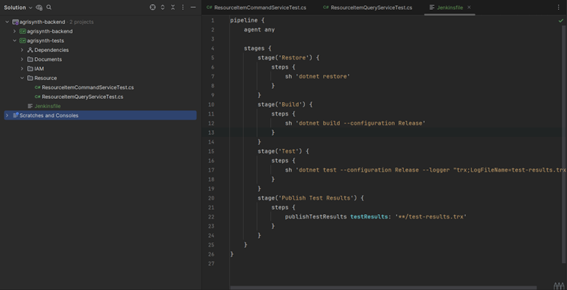 Solution
agrisynth-backend 2 projects
agrisynth-backend
agrisynth-tests
Dependencies
Documents
IAM
Resource
ResourceItemCommandServiceTest.cs
ResourceItemQueryServiceTest.cs
Jenkinsfile
Scratches and Consoles
C# ResourceItemCommandServiceTest.cs
C# ResourceItemQueryServiceTest.cs
Jenkinsfile
1 pipeline {
2 agent any
3
4 stages {
5 stage('Restore') {
6 steps {
7 sh 'dotnet restore'
8 }
9 }
10 stage('Build') {
11 steps {
12 sh 'dotnet build --configuration Release'
13 }
14 }
15 stage('Test') {
16 steps {
17 sh 'dotnet test --configuration Release --logger "trx;LogFileName=test-results.trx
18 }
19 }
20 stage('Publish Test Results') {
21 steps {
22 publishTestResults testResults: '**/test-results.trx'
23 }
24 }
25 }
26 }
27